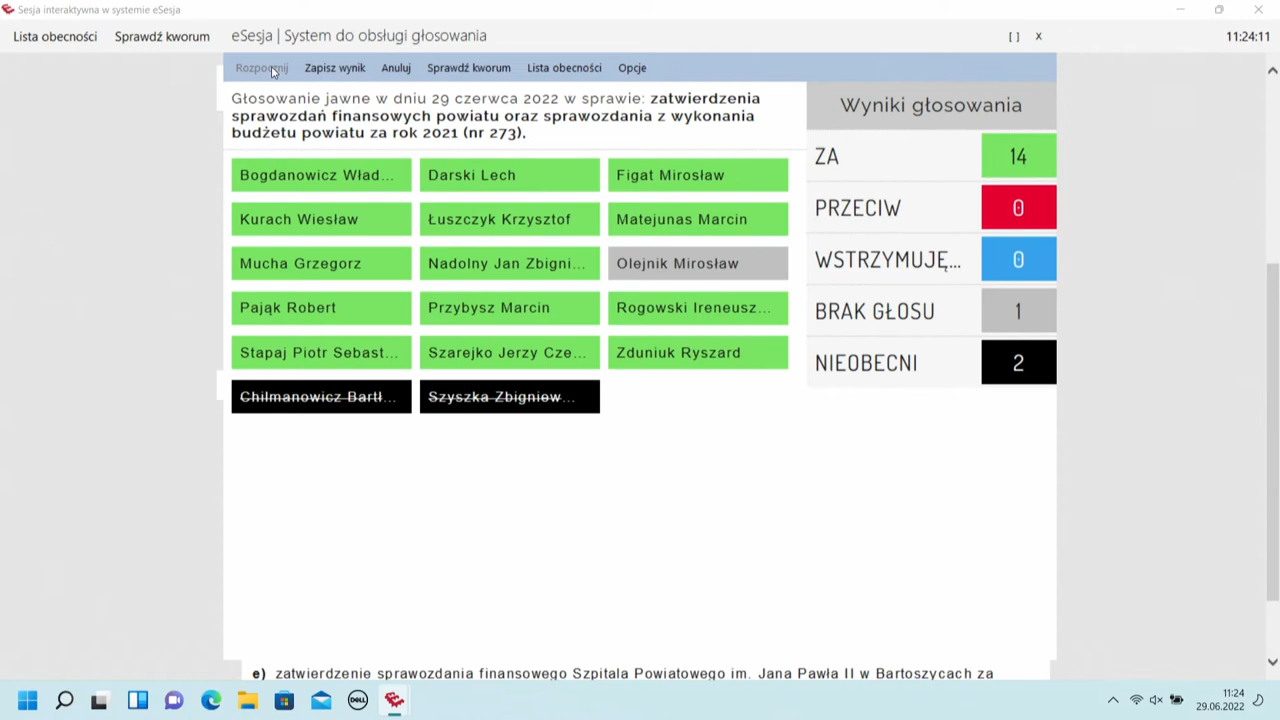 Sesja interaktywna w systemie eSesja
Lista obecności Sprawdź kworum eSesja | System do obsługi głosowania [ ] x 11:24:11
Rozpocznij Zapisz wynik Anuluj Sprawdź kworum Lista obecności Opcje
Głosowanie jawne w dniu 29 czerwca 2022 w sprawie: zatwierdzenia
sprawozdań finansowych powiatu oraz sprawozdania z wykonania
budżetu powiatu za rok 2021 (nr 273),
Wyniki głosowania
ZA 14
PRZECIW 0
WSTRZYMUJĘ... 0
BRAK GŁOSU 1
NIEOBECNI 2
Bogdanowicz Wład... Darski Lech Figat Mirosław
Kurach Wiesław Łuszczyk Krzysztof Matejunas Marcin
Mucha Grzegorz Nadolny Jan Zbigni... Olejnik Mirosław
Pająk Robert Przybysz Marcin Rogowski Ireneusz...
Stapaj Piotr Sebast... Szarejko Jerzy Cze... Zduniuk Ryszard
Chilmanowicz Bartł... Szyszka Zbigniew...
e) zatwierdzenie sprawozdania finansowego Szpitala Powiatowego im. Jana Pawła II w Bartoszycach za
DELL
11:24
29.06.2022